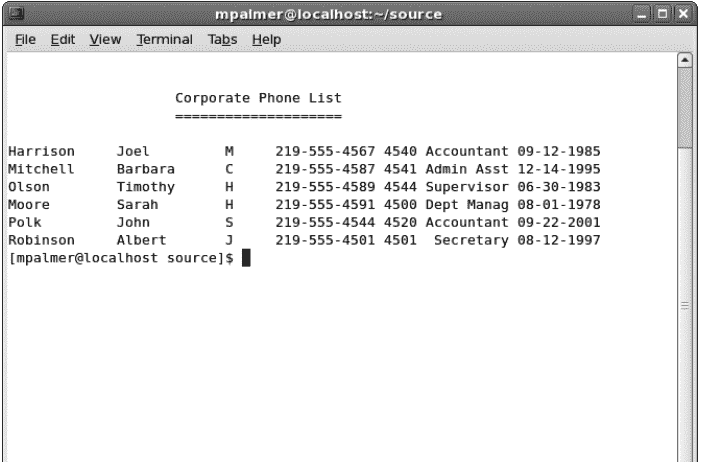 mpalmer@localhost:~/source
File Edit View Terminal Tabs Help
Corporate Phone List
====================
Harrison Joel M 219-555-4567 4540 Accountant 09-12-1985
Mitchell Barbara C 219-555-4587 4541 Admin Asst 12-14-1995
Olson Timothy H 219-555-4589 4544 Supervisor 06-30-1983
Moore Sarah H 219-555-4591 4500 Dept Manag 08-01-1978
Polk John S 219-555-4544 4520 Accountant 09-22-2001
Robinson Albert J 219-555-4501 4501 Secretary 08-12-1997
[mpalmer@localhost source]$